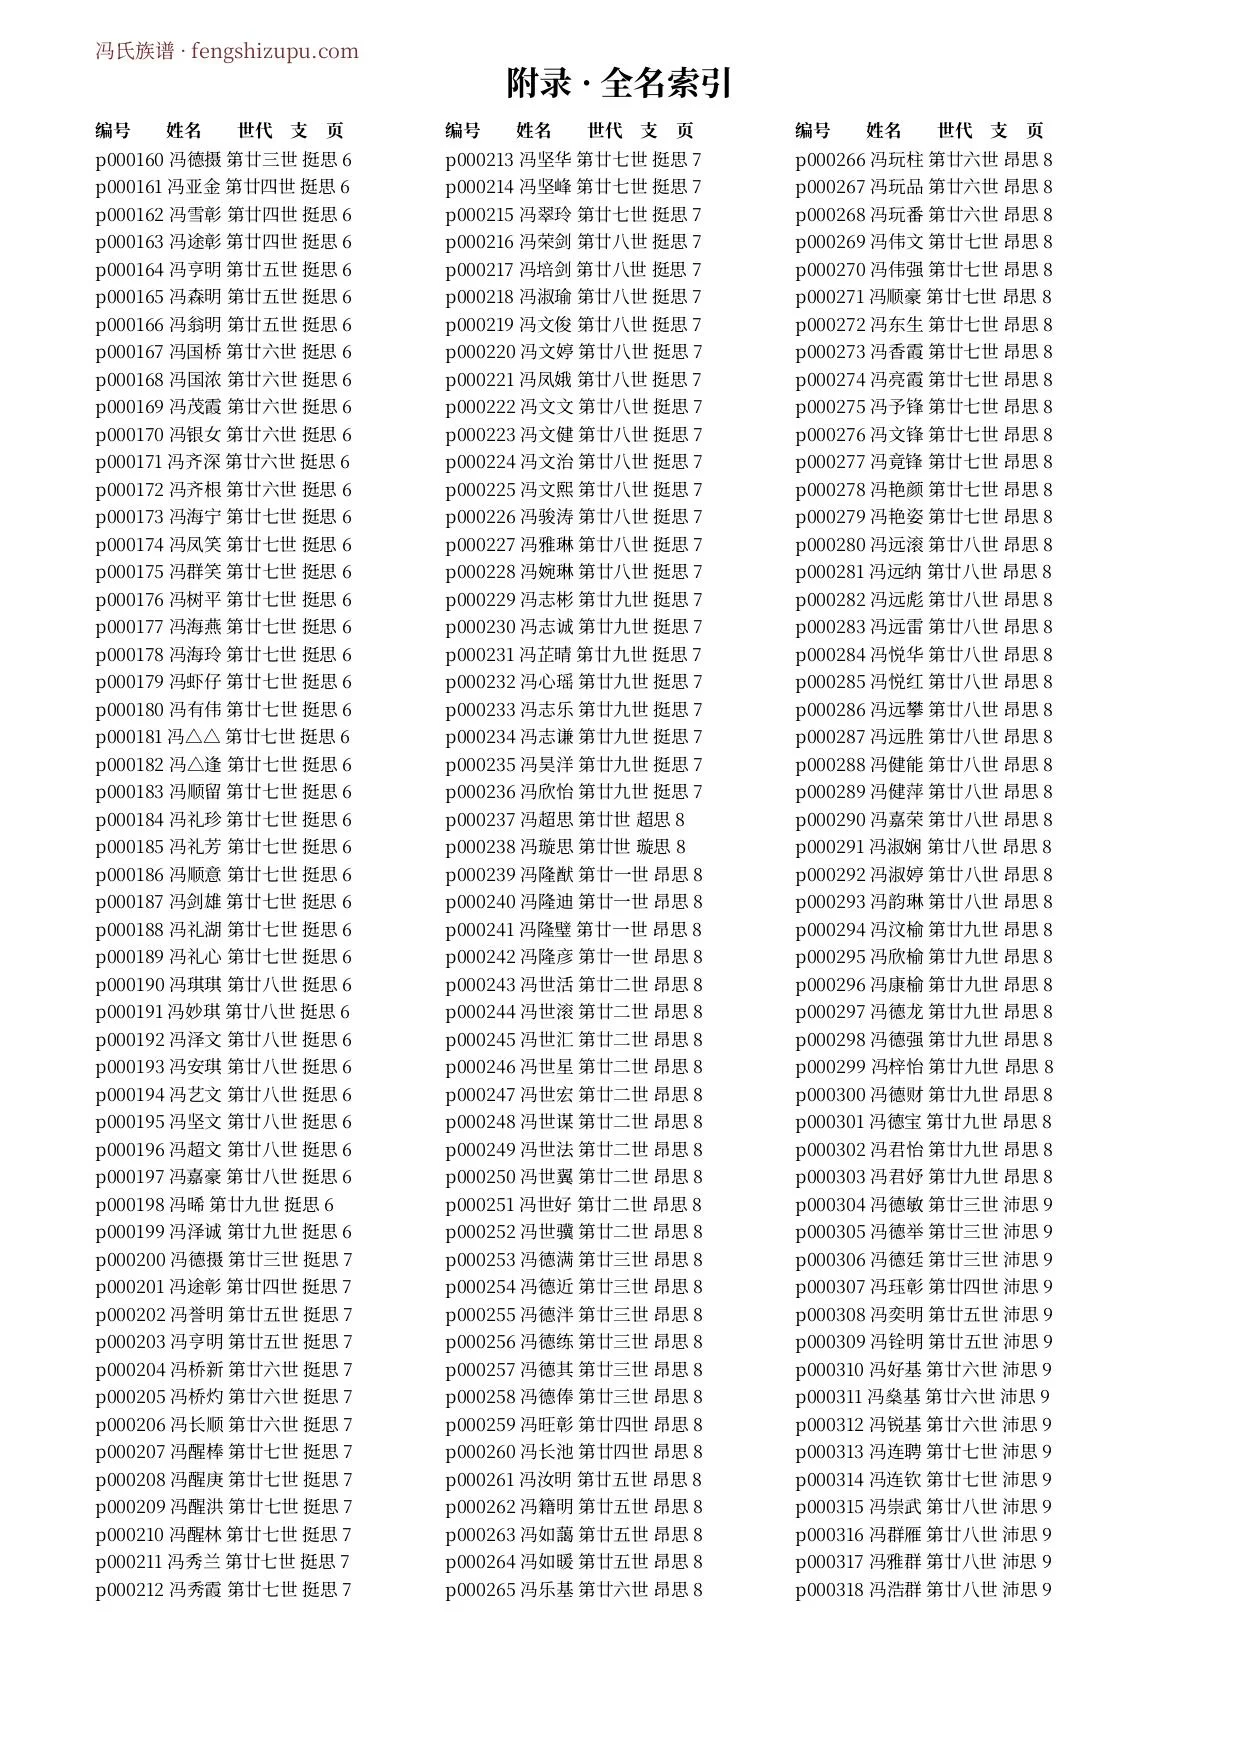 冯氏族谱 · fengshizupu.com
附录 · 全名索引
编号 姓名 世代 支 页
p000160 冯德摄 第廿三世 挺思 6
p000161 冯亚金 第廿四世 挺思 6
p000162 冯雪彰 第廿四世 挺思 6
p000163 冯途彰 第廿四世 挺思 6
p000164 冯亨明 第廿五世 挺思 6
p000165 冯森明 第廿五世 挺思 6
p000166 冯翁明 第廿五世 挺思 6
p000167 冯国桥 第廿六世 挺思 6
p000168 冯国浓 第廿六世 挺思 6
p000169 冯茂霞 第廿六世 挺思 6
p000170 冯银女 第廿六世 挺思 6
p000171 冯齐深 第廿六世 挺思 6
p000172 冯齐根 第廿六世 挺思 6
p000173 冯海宁 第廿七世 挺思 6
p000174 冯凤笑 第廿七世 挺思 6
p000175 冯群笑 第廿七世 挺思 6
p000176 冯树平 第廿七世 挺思 6
p000177 冯海燕 第廿七世 挺思 6
p000178 冯海玲 第廿七世 挺思 6
p000179 冯虾仔 第廿七世 挺思 6
p000180 冯有伟 第廿七世 挺思 6
p000181 冯△△ 第廿七世 挺思 6
p000182 冯△逢 第廿七世 挺思 6
p000183 冯顺留 第廿七世 挺思 6
p000184 冯礼珍 第廿七世 挺思 6
p000185 冯礼芳 第廿七世 挺思 6
p000186 冯顺意 第廿七世 挺思 6
p000187 冯剑雄 第廿七世 挺思 6
p000188 冯礼湖 第廿七世 挺思 6
p000189 冯礼心 第廿七世 挺思 6
p000190 冯琪琪 第廿八世 挺思 6
p000191 冯妙琪 第廿八世 挺思 6
p000192 冯泽文 第廿八世 挺思 6
p000193 冯安琪 第廿八世 挺思 6
p000194 冯艺文 第廿八世 挺思 6
p000195 冯坚文 第廿八世 挺思 6
p000196 冯超文 第廿八世 挺思 6
p000197 冯嘉豪 第廿八世 挺思 6
p000198 冯晞 第廿九世 挺思 6
p000199 冯泽诚 第廿九世 挺思 6
p000200 冯德摄 第廿三世 挺思 7
p000201 冯途彰 第廿四世 挺思 7
p000202 冯誉明 第廿五世 挺思 7
p000203 冯亨明 第廿五世 挺思 7
p000204 冯桥新 第廿六世 挺思 7
p000205 冯桥灼 第廿六世 挺思 7
p000206 冯长顺 第廿六世 挺思 7
p000207 冯醒棒 第廿七世 挺思 7
p000208 冯醒庚 第廿七世 挺思 7
p000209 冯醒洪 第廿七世 挺思 7
p000210 冯醒林 第廿七世 挺思 7
p000211 冯秀兰 第廿七世 挺思 7
p000212 冯秀霞 第廿七世 挺思 7
编号 姓名 世代 支 页
p000213 冯坚华 第廿七世 挺思 7
p000214 冯坚峰 第廿七世 挺思 7
p000215 冯翠玲 第廿七世 挺思 7
p000216 冯荣剑 第廿八世 挺思 7
p000217 冯培剑 第廿八世 挺思 7
p000218 冯淑瑜 第廿八世 挺思 7
p000219 冯文俊 第廿八世 挺思 7
p000220 冯文婷 第廿八世 挺思 7
p000221 冯凤娥 第廿八世 挺思 7
p000222 冯文文 第廿八世 挺思 7
p000223 冯文健 第廿八世 挺思 7
p000224 冯文治 第廿八世 挺思 7
p000225 冯文熙 第廿八世 挺思 7
p000226 冯骏涛 第廿八世 挺思 7
p000227 冯雅琳 第廿八世 挺思 7
p000228 冯婉琳 第廿八世 挺思 7
p000229 冯志彬 第廿九世 挺思 7
p000230 冯志诚 第廿九世 挺思 7
p000231 冯芷晴 第廿九世 挺思 7
p000232 冯心瑶 第廿九世 挺思 7
p000233 冯志乐 第廿九世 挺思 7
p000234 冯志谦 第廿九世 挺思 7
p000235 冯昊洋 第廿九世 挺思 7
p000236 冯欣怡 第廿九世 挺思 7
p000237 冯超思 第廿世 超思 8
p000238 冯璇思 第廿世 璇思 8
p000239 冯隆猷 第廿一世 昂思 8
p000240 冯隆迪 第廿一世 昂思 8
p000241 冯隆璧 第廿一世 昂思 8
p000242 冯隆彦 第廿一世 昂思 8
p000243 冯世活 第廿二世 昂思 8
p000244 冯世滚 第廿二世 昂思 8
p000245 冯世汇 第廿二世 昂思 8
p000246 冯世星 第廿二世 昂思 8
p000247 冯世宏 第廿二世 昂思 8
p000248 冯世谋 第廿二世 昂思 8
p000249 冯世法 第廿二世 昂思 8
p000250 冯世翼 第廿二世 昂思 8
p000251 冯世好 第廿二世 昂思 8
p000252 冯世骥 第廿二世 昂思 8
p000253 冯德满 第廿三世 昂思 8
p000254 冯德近 第廿三世 昂思 8
p000255 冯德泮 第廿三世 昂思 8
p000256 冯德练 第廿三世 昂思 8
p000257 冯德其 第廿三世 昂思 8
p000258 冯德俸 第廿三世 昂思 8
p000259 冯旺彰 第廿四世 昂思 8
p000260 冯长池 第廿四世 昂思 8
p000261 冯汝明 第廿五世 昂思 8
p000262 冯籍明 第廿五世 昂思 8
p000263 冯如蔼 第廿五世 昂思 8
p000264 冯如暖 第廿五世 昂思 8
p000265 冯乐基 第廿六世 昂思 8
编号 姓名 世代 支 页
p000266 冯玩柱 第廿六世 昂思 8
p000267 冯玩品 第廿六世 昂思 8
p000268 冯玩番 第廿六世 昂思 8
p000269 冯伟文 第廿七世 昂思 8
p000270 冯伟强 第廿七世 昂思 8
p000271 冯顺豪 第廿七世 昂思 8
p000272 冯东生 第廿七世 昂思 8
p000273 冯香霞 第廿七世 昂思 8
p000274 冯亮霞 第廿七世 昂思 8
p000275 冯予锋 第廿七世 昂思 8
p000276 冯文锋 第廿七世 昂思 8
p000277 冯竟锋 第廿七世 昂思 8
p000278 冯艳颜 第廿七世 昂思 8
p000279 冯艳姿 第廿七世 昂思 8
p000280 冯远滚 第廿八世 昂思 8
p000281 冯远纳 第廿八世 昂思 8
p000282 冯远彪 第廿八世 昂思 8
p000283 冯远雷 第廿八世 昂思 8
p000284 冯悦华 第廿八世 昂思 8
p000285 冯悦红 第廿八世 昂思 8
p000286 冯远攀 第廿八世 昂思 8
p000287 冯远胜 第廿八世 昂思 8
p000288 冯健能 第廿八世 昂思 8
p000289 冯健萍 第廿八世 昂思 8
p000290 冯嘉荣 第廿八世 昂思 8
p000291 冯淑娴 第廿八世 昂思 8
p000292 冯淑婷 第廿八世 昂思 8
p000293 冯韵琳 第廿八世 昂思 8
p000294 冯汶榆 第廿九世 昂思 8
p000295 冯欣榆 第廿九世 昂思 8
p000296 冯康榆 第廿九世 昂思 8
p000297 冯德龙 第廿九世 昂思 8
p000298 冯德强 第廿九世 昂思 8
p000299 冯梓怡 第廿九世 昂思 8
p000300 冯德财 第廿九世 昂思 8
p000301 冯德宝 第廿九世 昂思 8
p000302 冯君怡 第廿九世 昂思 8
p000303 冯君妤 第廿九世 昂思 8
p000304 冯德敏 第廿三世 沛思 9
p000305 冯德举 第廿三世 沛思 9
p000306 冯德廷 第廿三世 沛思 9
p000307 冯珏彰 第廿四世 沛思 9
p000308 冯奕明 第廿五世 沛思 9
p000309 冯铨明 第廿五世 沛思 9
p000310 冯好基 第廿六世 沛思 9
p000311 冯燊基 第廿六世 沛思 9
p000312 冯锐基 第廿六世 沛思 9
p000313 冯连聘 第廿七世 沛思 9
p000314 冯连钦 第廿七世 沛思 9
p000315 冯崇武 第廿八世 沛思 9
p000316 冯群雁 第廿八世 沛思 9
p000317 冯雅群 第廿八世 沛思 9
p000318 冯浩群 第廿八世 沛思 9